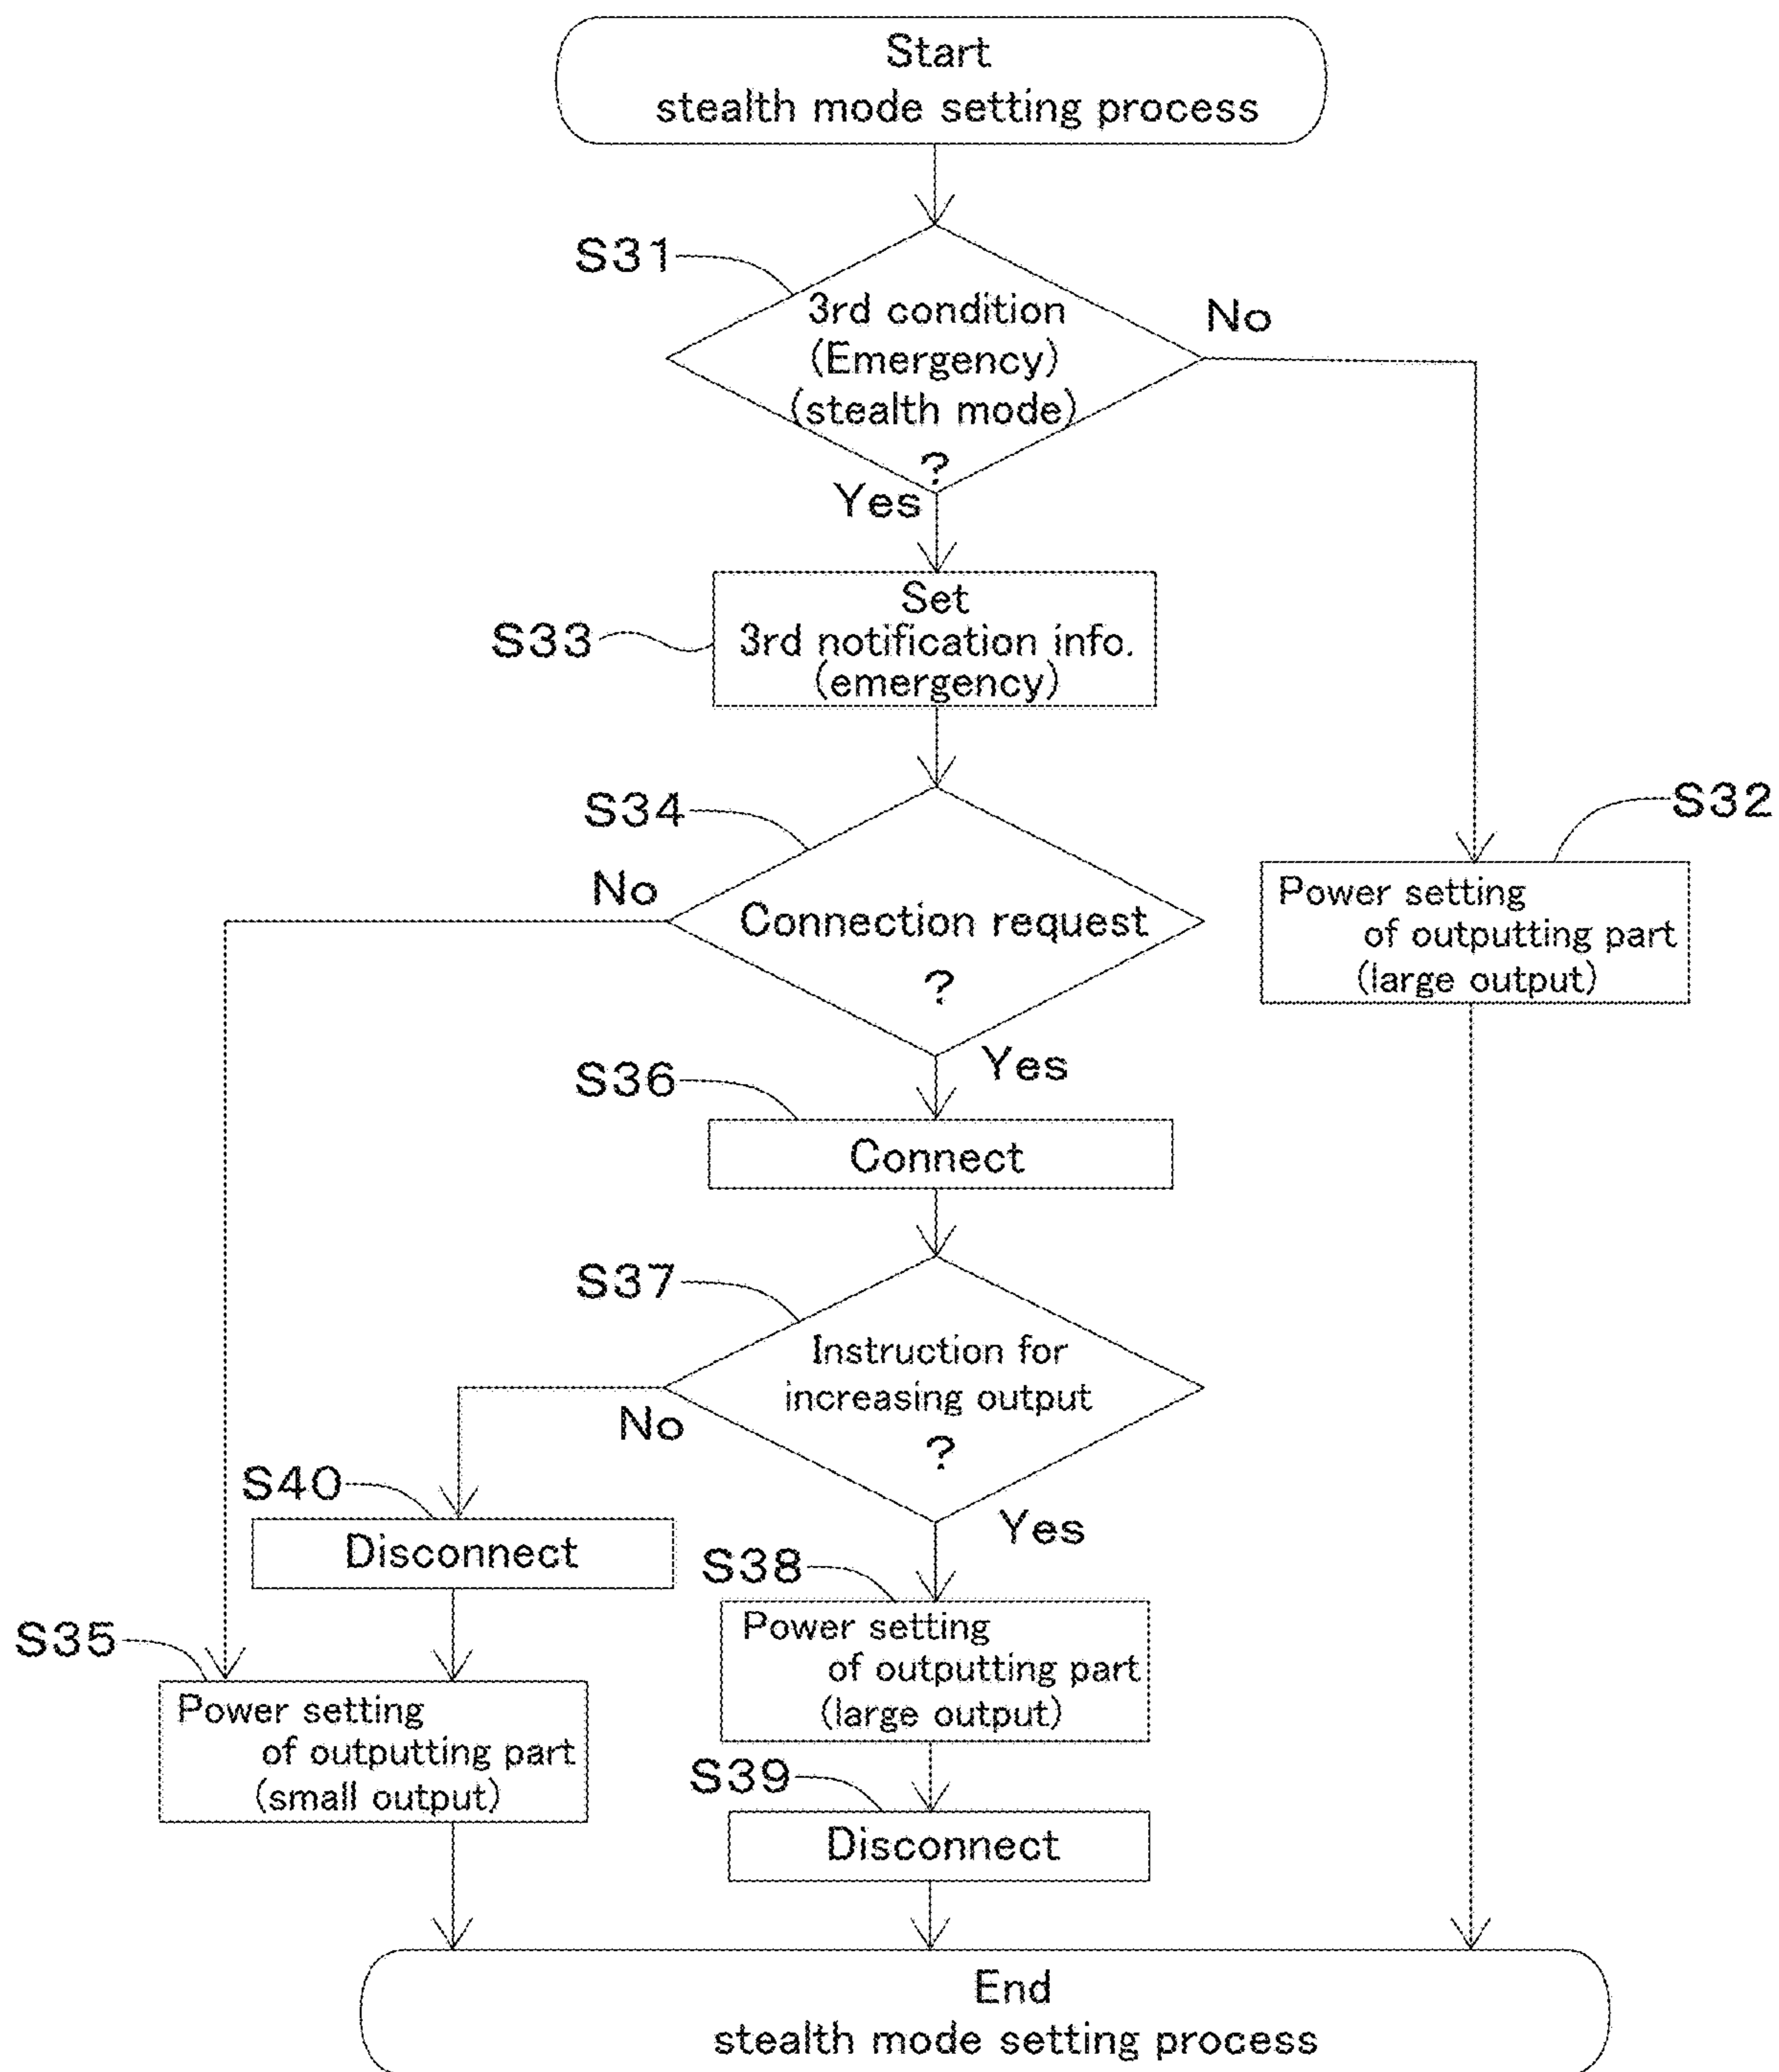 Start
stealth mode setting process
S31
3rd condition
(Emergency)
(stealth mode)
?
No
Yes
S33
Set
3rd notification info.
(emergency)
S34
S32
No
Connection request
?
Power setting
of outputting part
(large output)
Yes
S36
Connect
S37
Instruction for
increasing output
?
No
S40
Yes
Disconnect
S38
S35
Power setting
of outputting part
(large output)
Power setting
of outputting part
(small output)
S39
Disconnect
End
stealth mode setting process